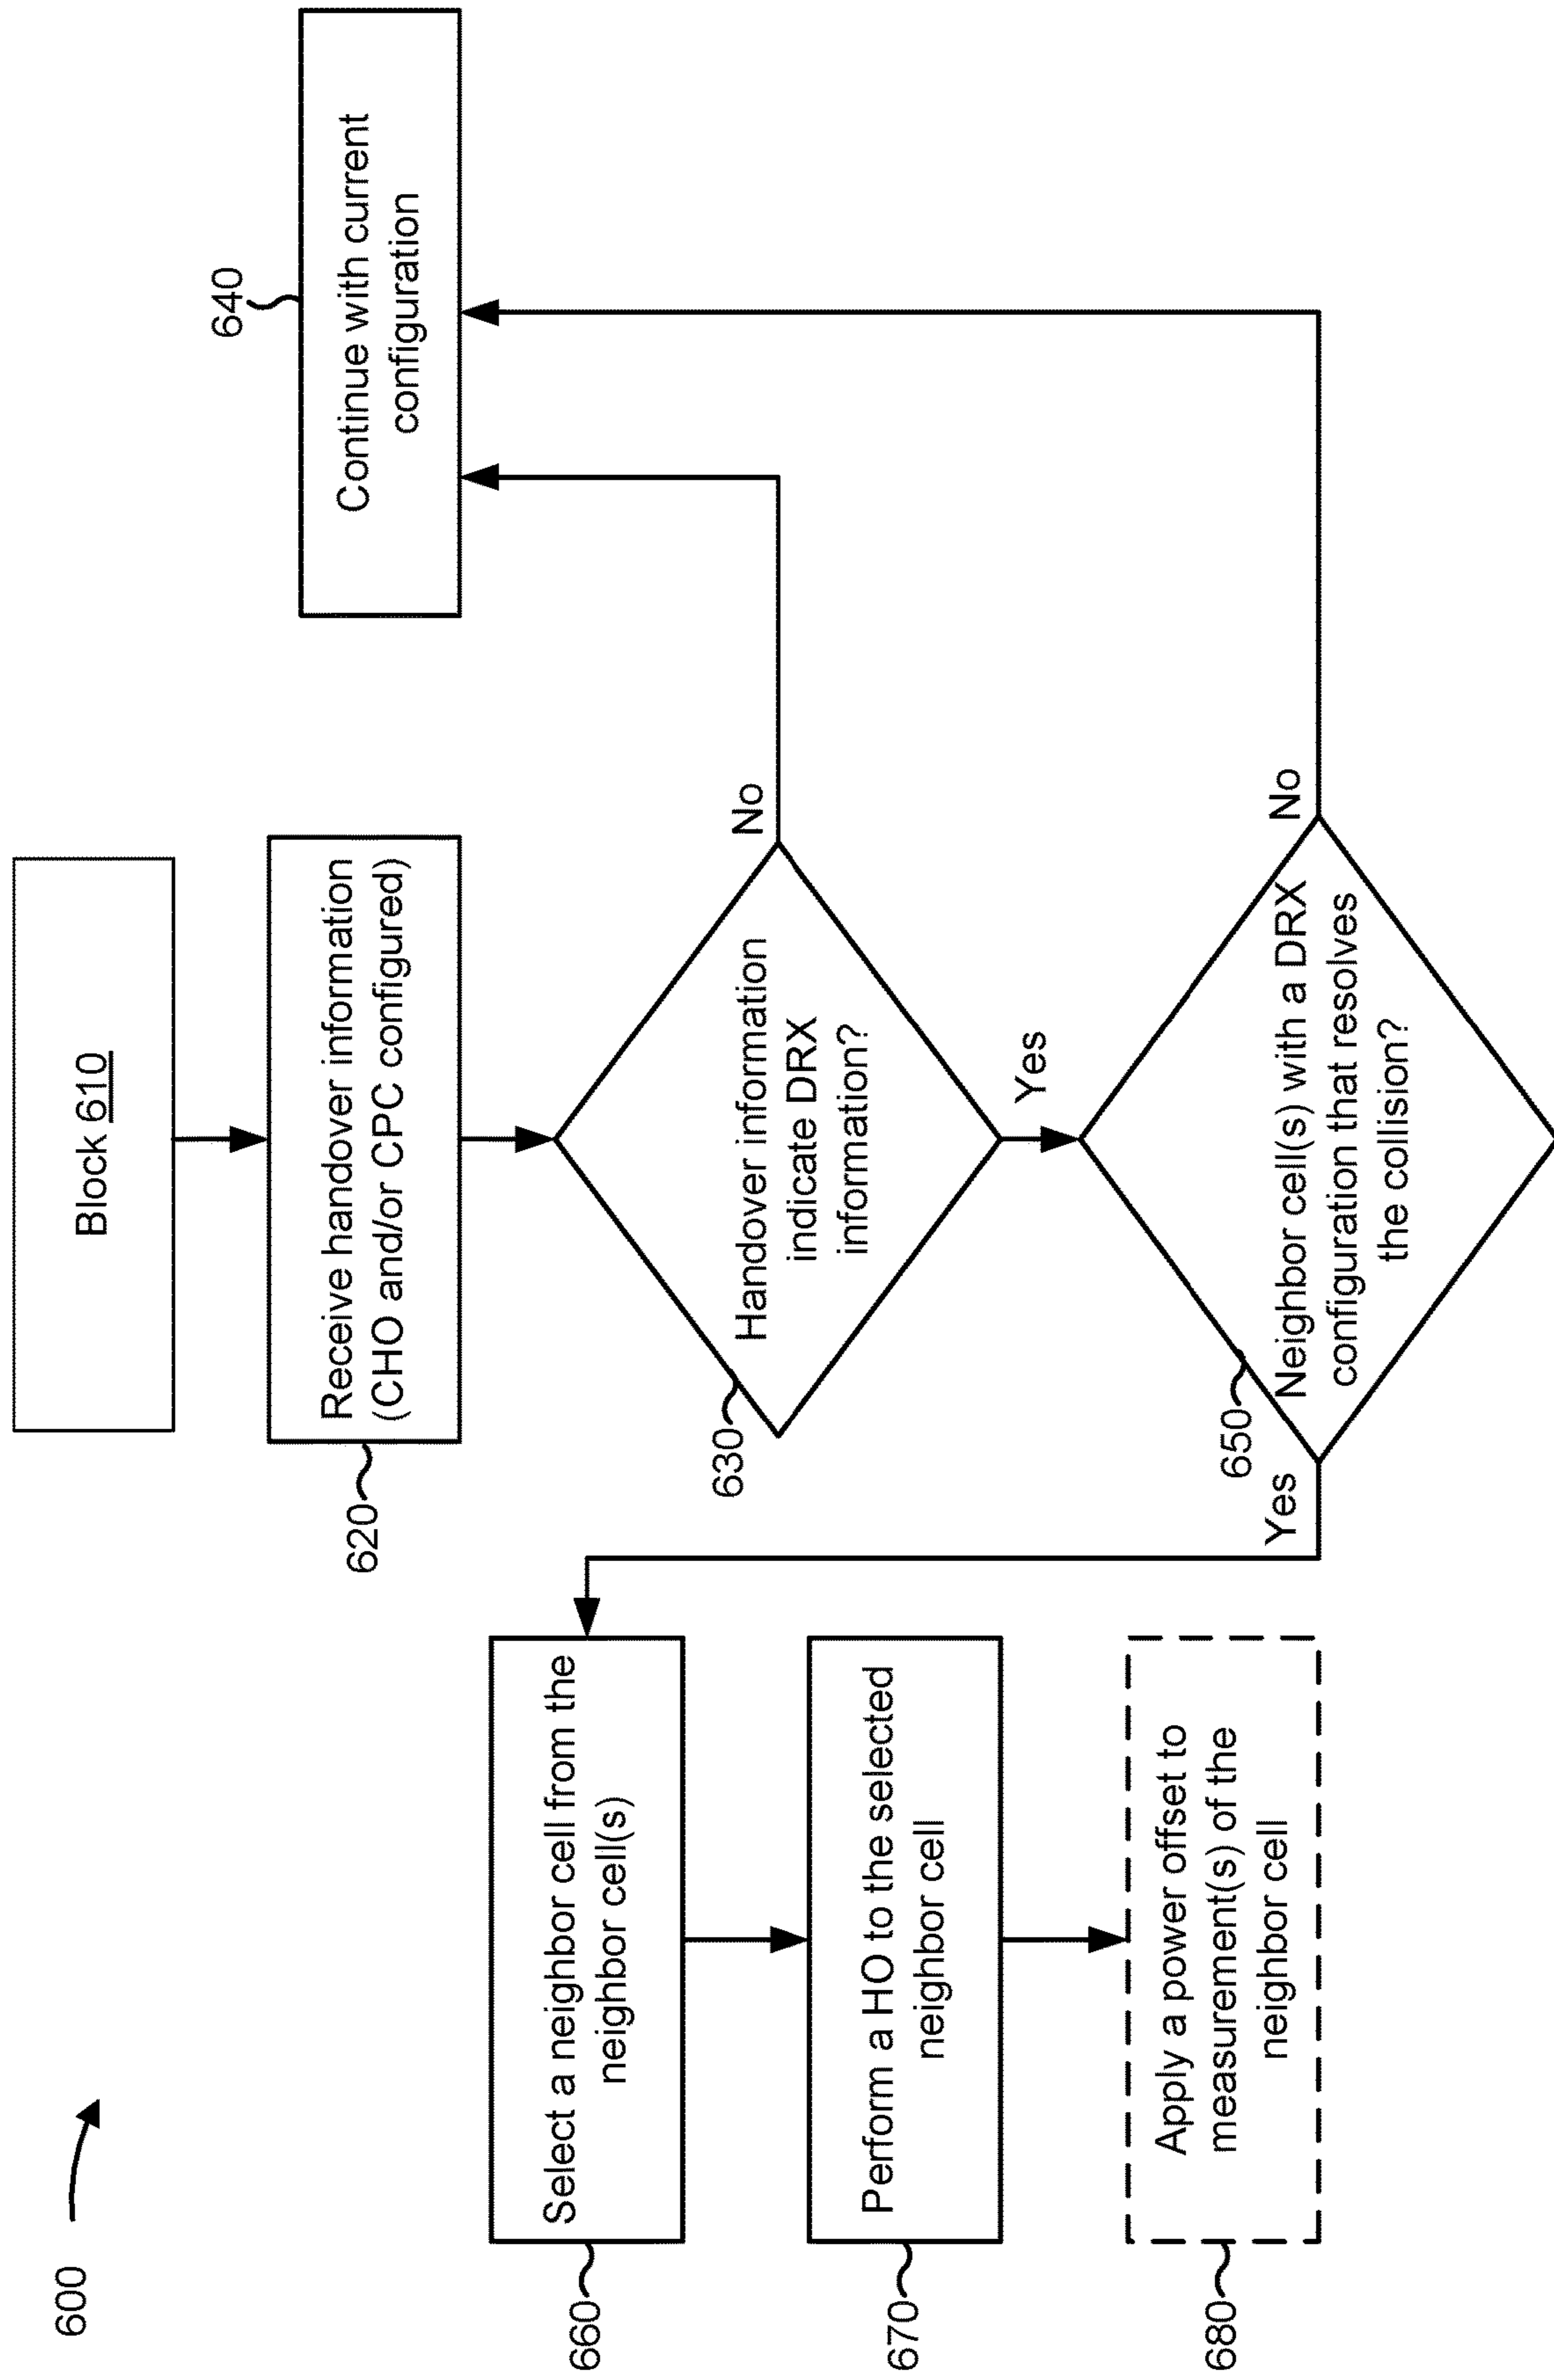 600
Block 610
620
Receive handover information
(CHO and/or CPC configured)
630
Handover information
indicate DRX
information?
No
640
Continue with current
configuration
Yes
650
Neighbor cell(s) with a DRX
configuration that resolves
the collision?
No
Yes
660
Select a neighbor cell from the
neighbor cell(s)
670
Perform a HO to the selected
neighbor cell
680
Apply a power offset to
measurement(s) of the
neighbor cell